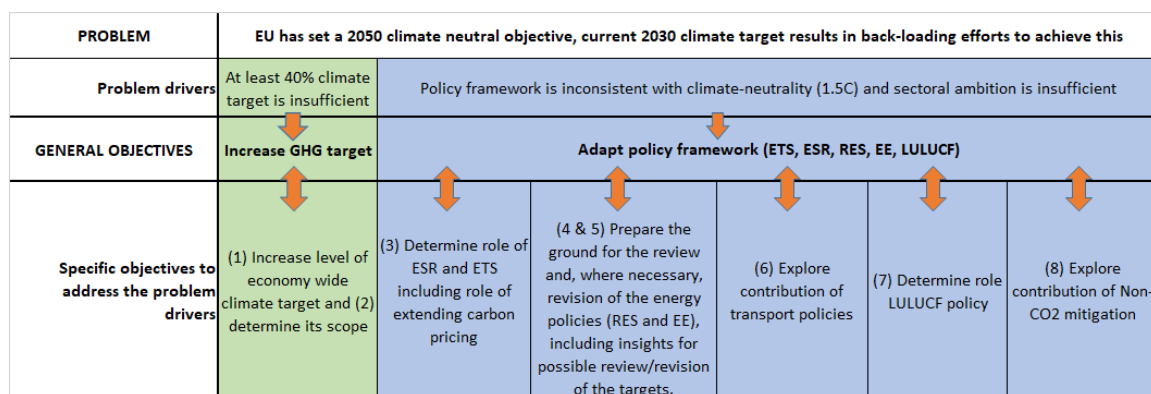 PROBLEM
EU has set a 2050 climate neutral objective, current 2030 climate target results in back-loading efforts to achieve this
Problem drivers
At least 40% climate
target is insufficient
Policy framework is inconsistent with climate-neutrality (1.5C) and sectoral ambition is insufficient
GENERAL OBJECTIVES
Increase GHG target
Adapt policy framework (ETS, ESR, RES, EE, LULUCF)
Specific objectives to
address the problem
drivers
(1) Increase level of
economy wide
climate target and (2)
determine its scope
(3) Determine role of
ESR and ETS
including role of
extending carbon
pricing
(4 & 5) Prepare the
ground for the review
and, where necessary,
revision of the energy
policies (RES and EE),
including insights for
possible review/revision
of the targets.
(6) Explore
contribution of
transport policies
(7) Determine role
LULUCF policy
(8) Explore
contribution of Non-
CO2 mitigation